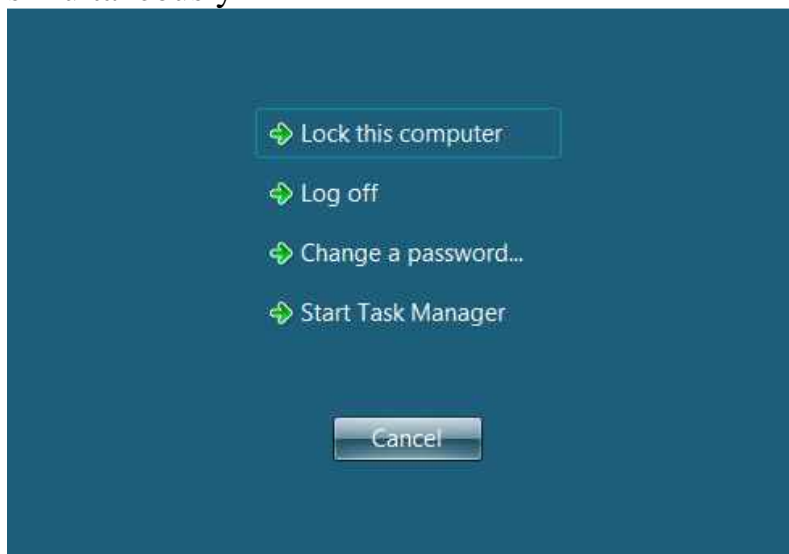 Lock this computer
Log off
Change a password...
Start Task Manager
Cancel